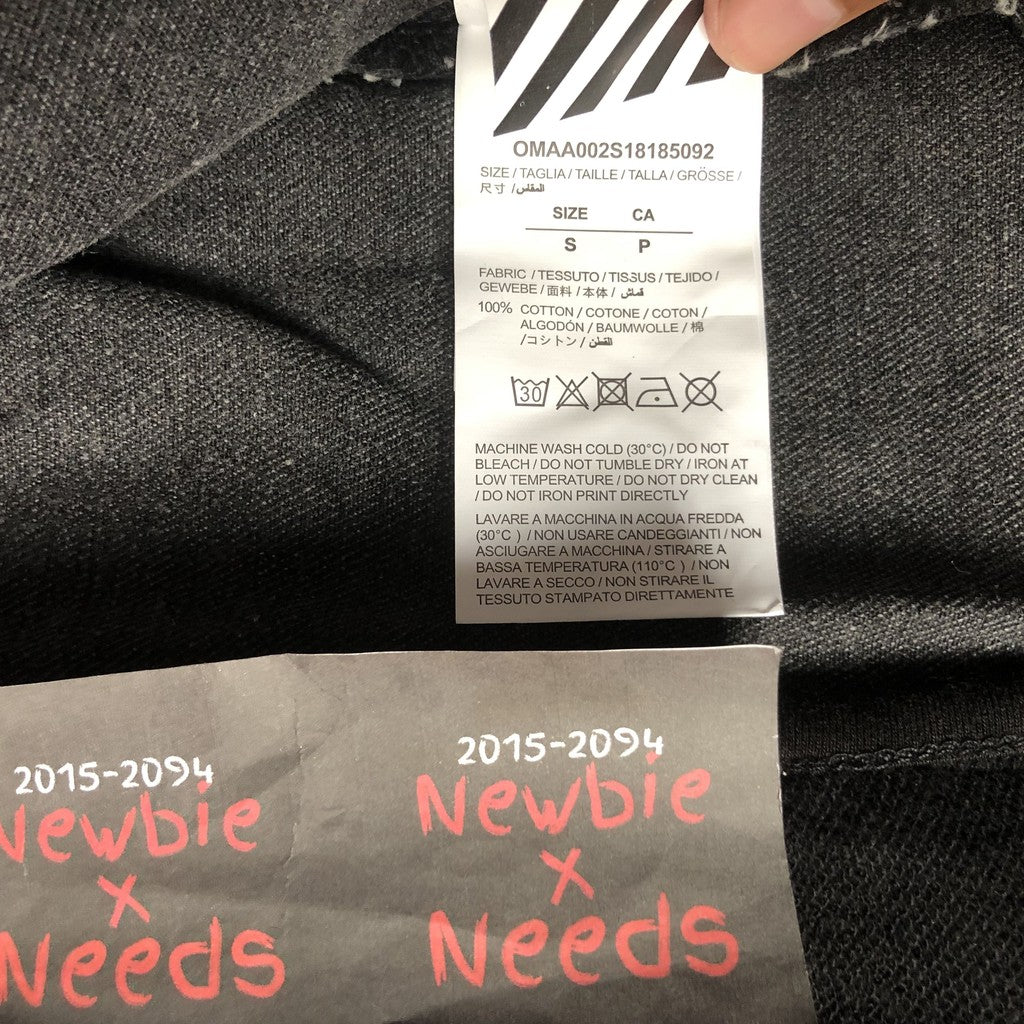 OMAA002S18185092
SIZE / TAGLIA / TAILLE / TALLA / GRÖSSE /
尺寸 / المقاس
SIZE CA
S P
FABRIC / TESSUTO / TISSUS / TEJIDO /
GEWEBE / 面料 / 本体 / قماش
100% COTTON / COTONE / COTON /
ALGODÓN / BAUMWOLLE / 棉
/ コシトン / القطن
30
MACHINE WASH COLD (30°C) / DO NOT
BLEACH / DO NOT TUMBLE DRY / IRON AT
LOW TEMPERATURE / DO NOT DRY CLEAN
/ DO NOT IRON PRINT DIRECTLY
LAVARE A MACCHINA IN ACQUA FREDDA
(30°C ) / NON USARE CANDEGGIANTI / NON
ASCIUGARE A MACCHINA / STIRARE A
BASSA TEMPERATURA (110°C ) / NON
LAVARE A SECCO / NON STIRARE IL
TESSUTO STAMPATO DIRETTAMENTE
2015-2094
Newbie
x
Needs
2015-2094
Newbie
x
Needs